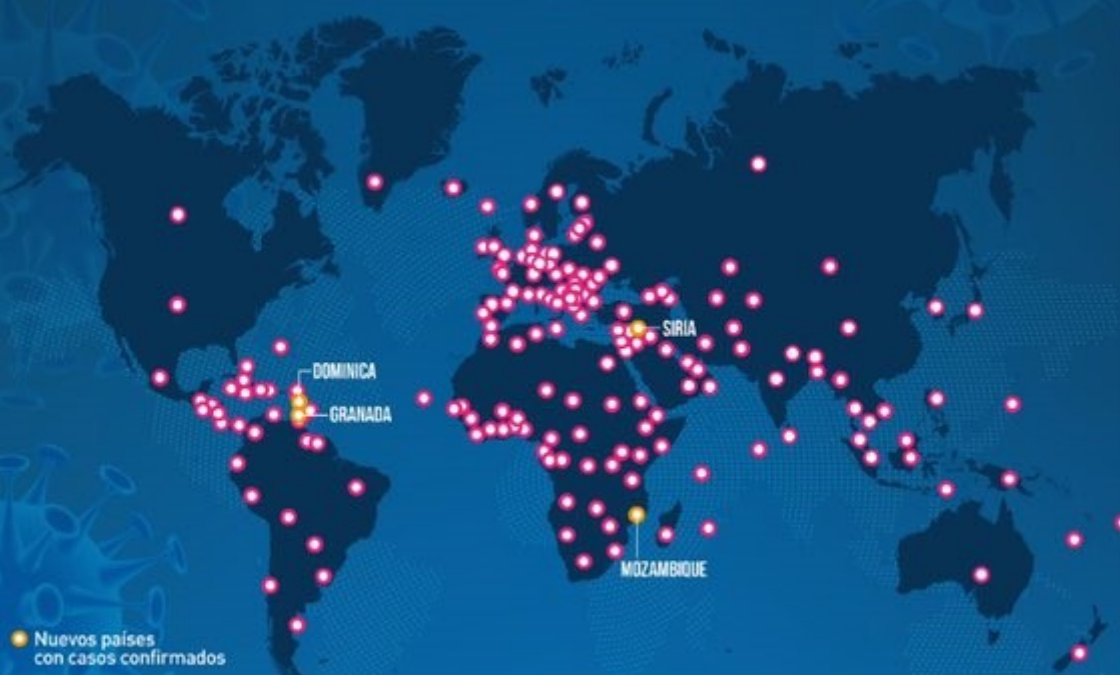 SIRIA
DOMINICA
GRANADA
MOZAMBIQUE
Nuevos países
con casos confirmados